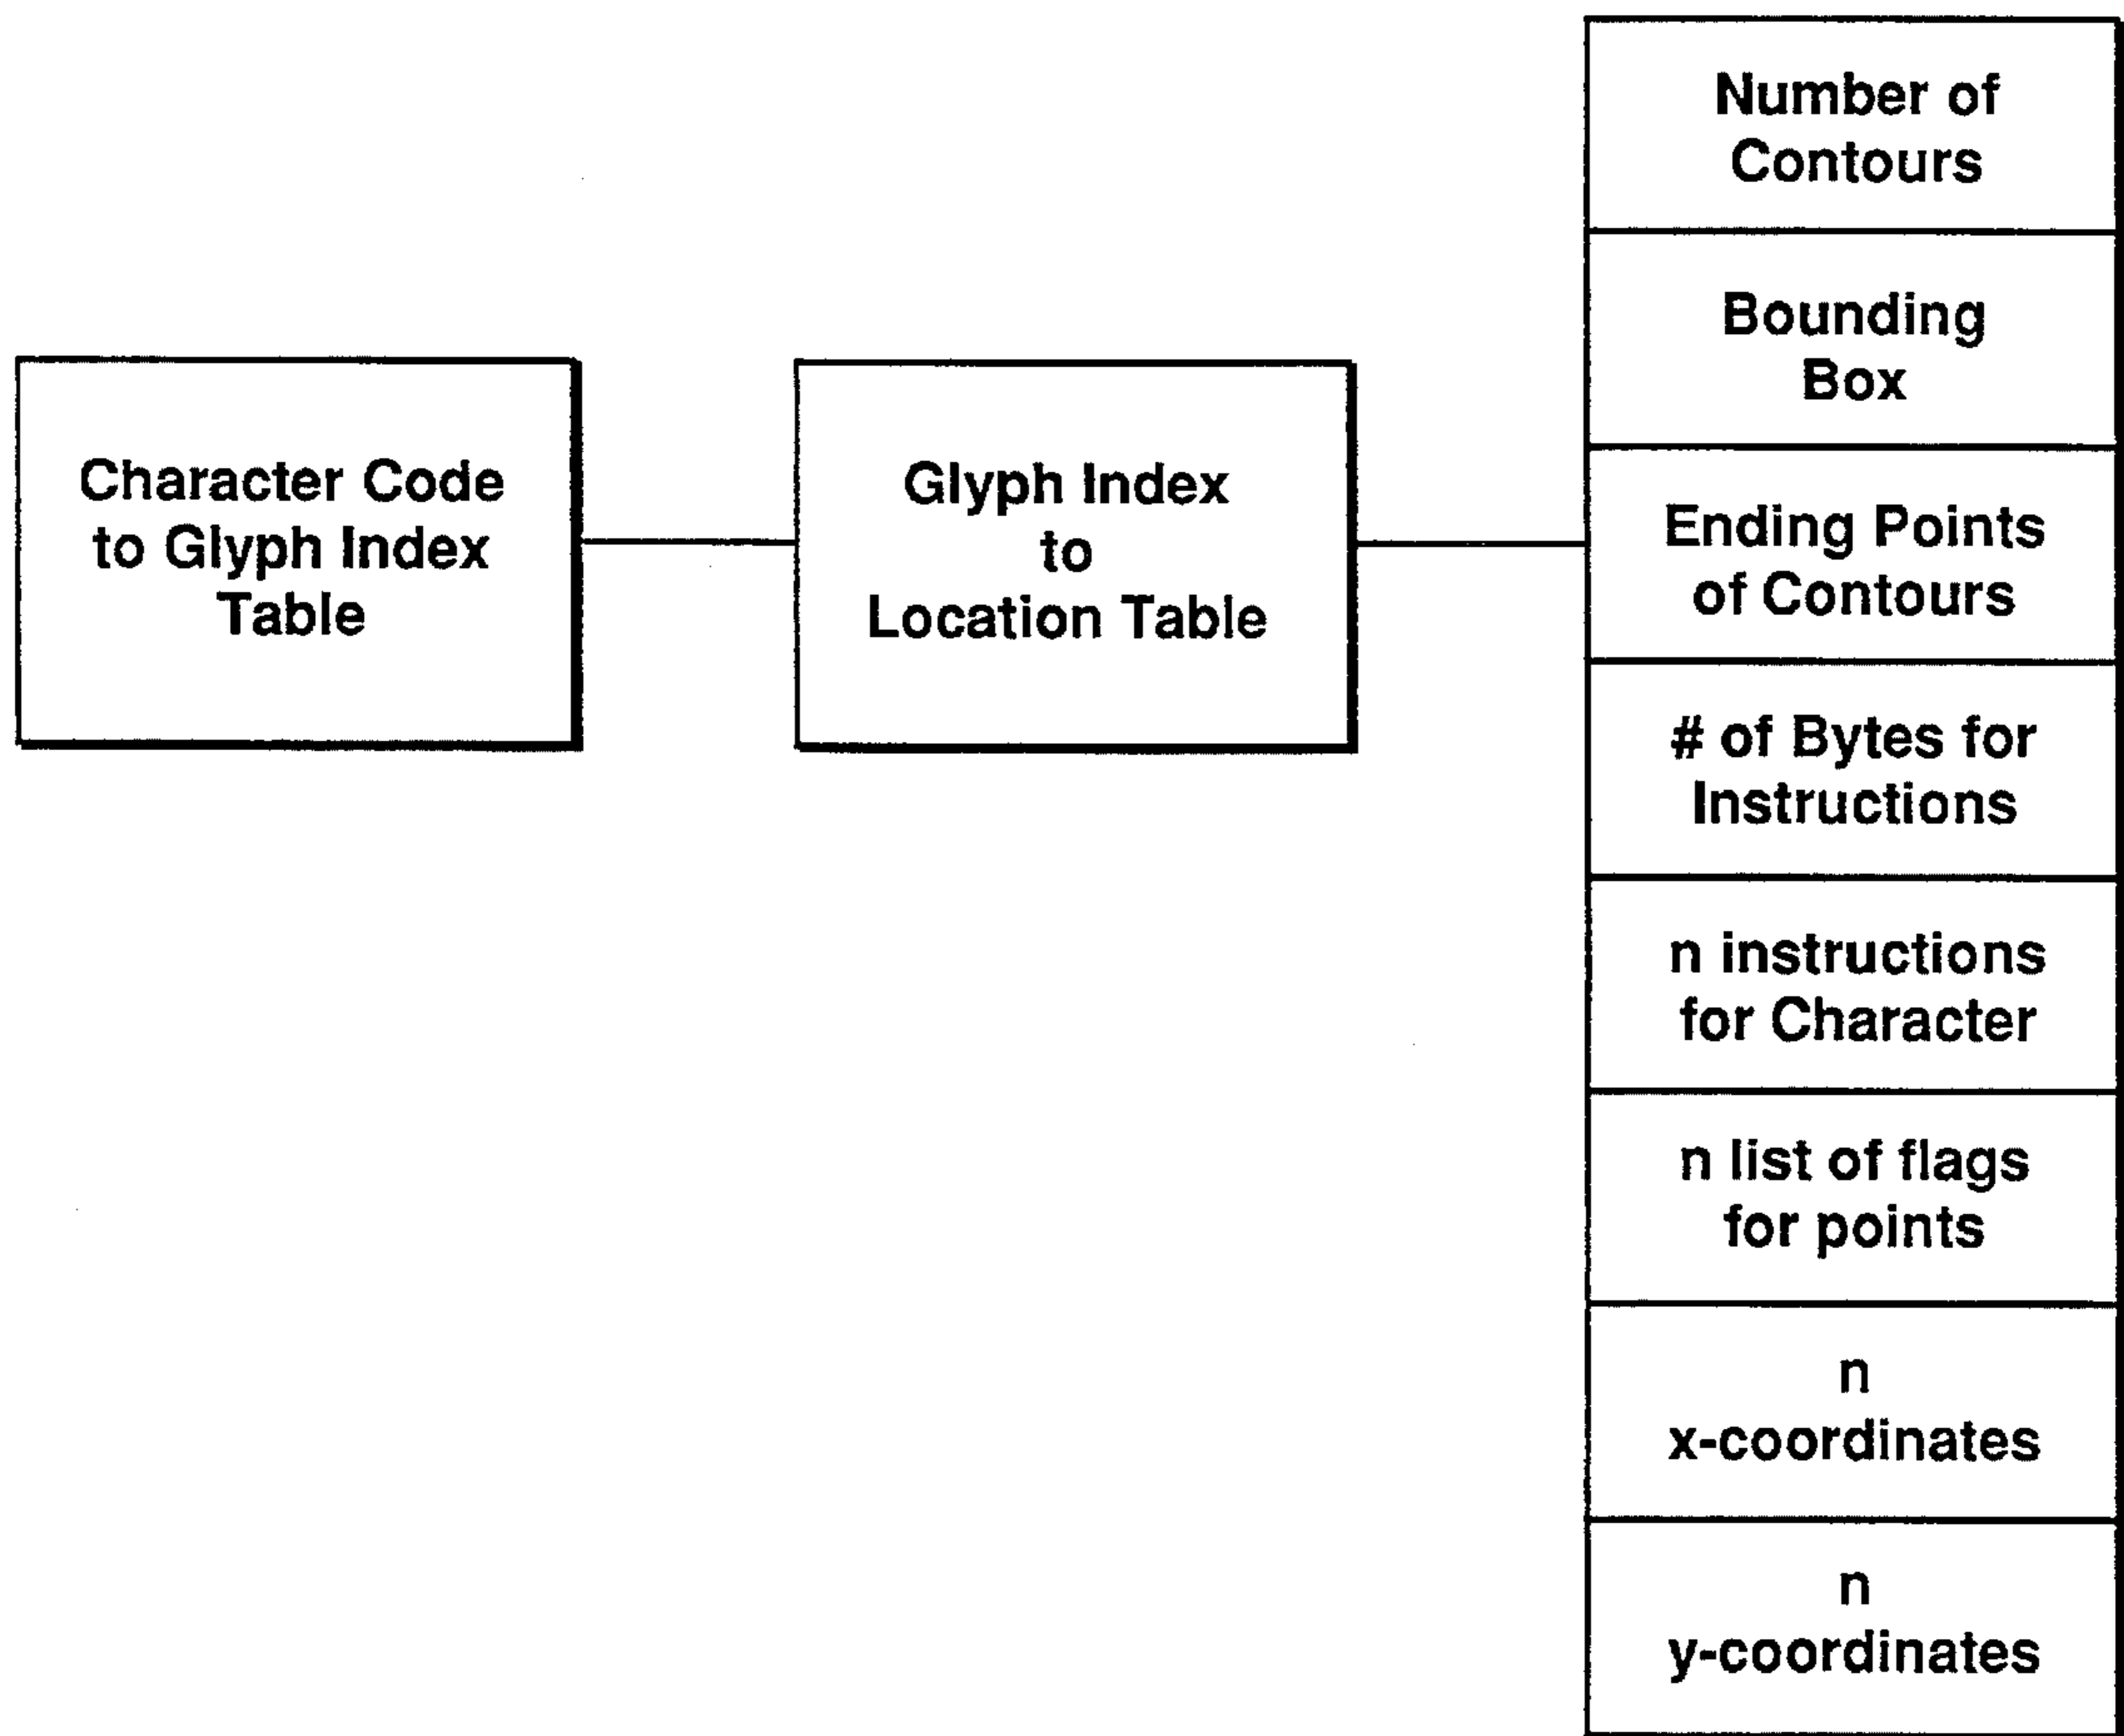 Character Code
to Glyph Index
Table
Glyph Index
to
Location Table
Number of
Contours
Bounding
Box
Ending Points
of Contours
# of Bytes for
Instructions
n instructions
for Character
n list of flags
for points
n
x-coordinates
n
y-coordinates